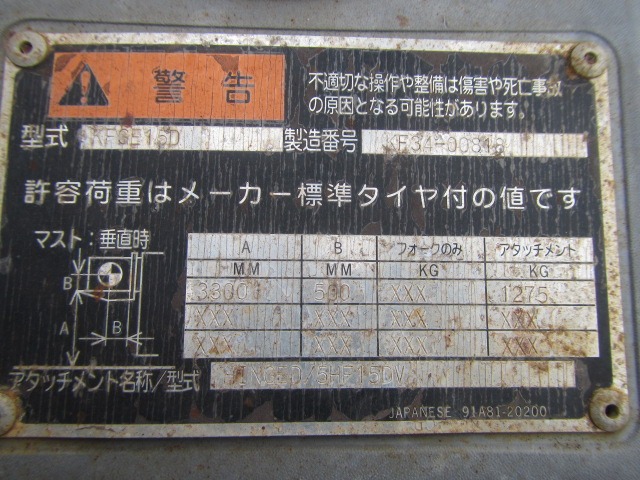 警告
不適切な操作や整備は傷害や死亡事故
の原因となる可能性があります。
型式 KFGE15D 製造番号 KF34-00818
許容荷重はメーカー標準タイヤ付の値です
マスト:垂直時
A B フォークのみ アタッチメント
MM MM KG KG
3300 500 XXX 1275
XXX XXX XXX XXX
XXX XXX XXX XXX
B
A
B
アタッチメント名称/型式 HINGED/5HF15DV
JAPANESE 91A81-20200